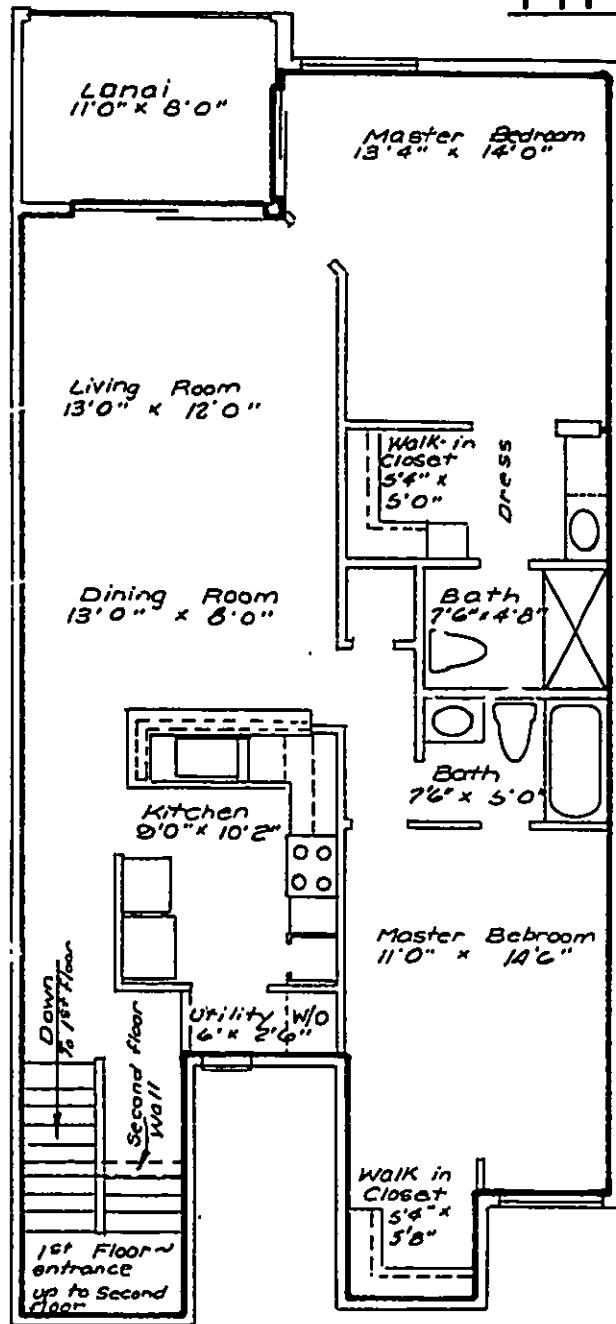 Lanai
11'0" x 8'0"
Master Bedroom
13'4" x 14'0"
Living Room
13'0" x 12'0"
Walk-in
Closet
5'4" x
5'0"
Dress
Dining Room
13'0" x 8'0"
Bath
7'6" x 4'8"
Bath
7'6" x 5'0"
Kitchen
9'0" x 10'2"
Master Bebroom
11'0" x 14'6"
Utility W/O
6' x 2'6"
Down
To 1st Floor
Second floor
Wall
Walk in
Closet
5'4" x
5'8"
1st Floor~
entrance
up to Second
floor